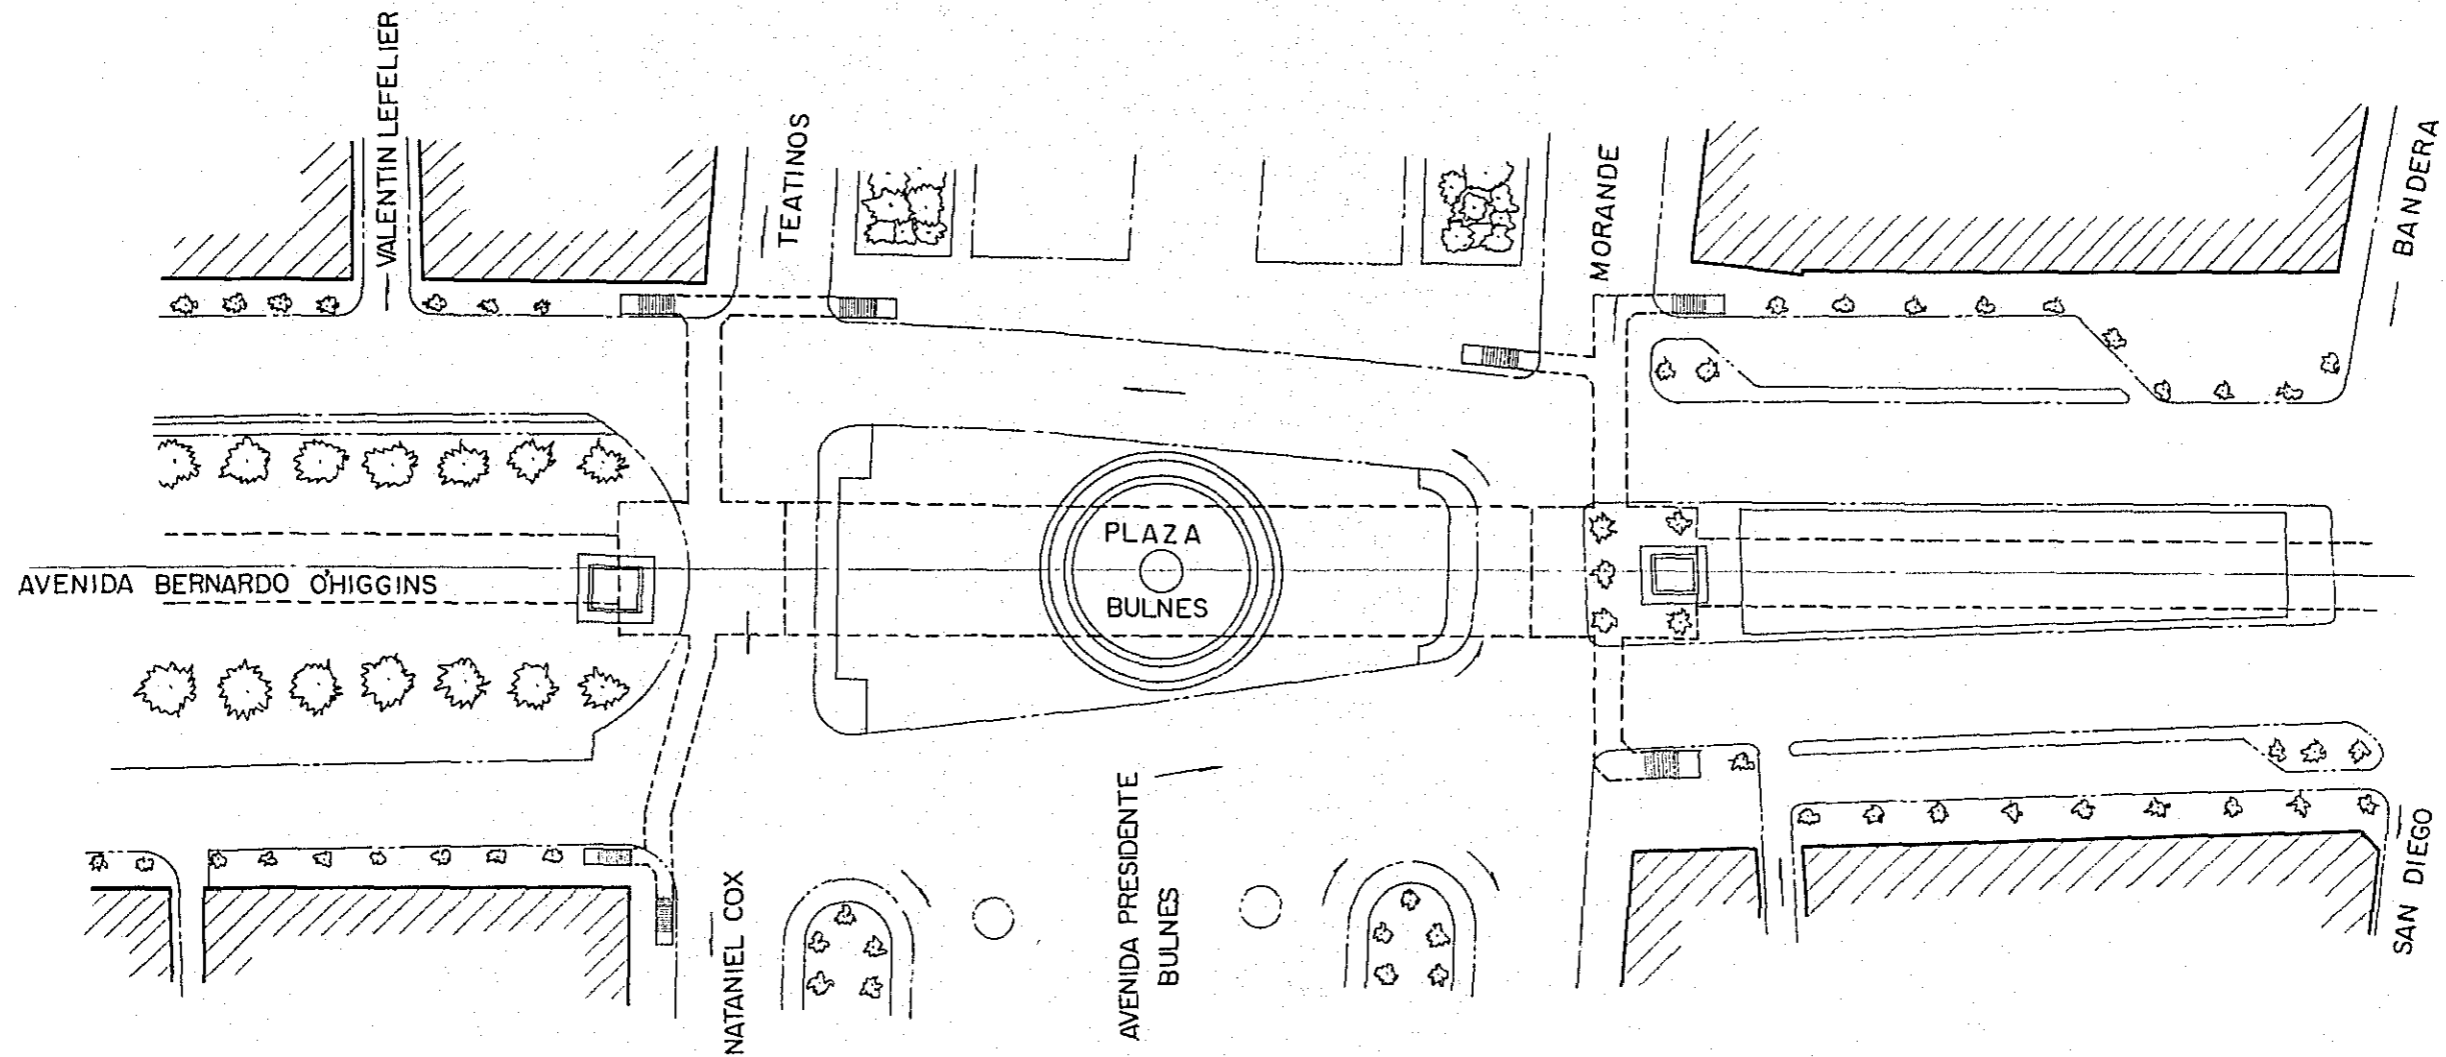 VALENTIN LEFELIER
TEATINOS
MORANDE
BANDERA
PLAZA
BULNES
AVENIDA BERNARDO O'HIGGINS
NATANIEL COX
AVENIDA PRESIDENTE
BULNES
SAN DIEGO